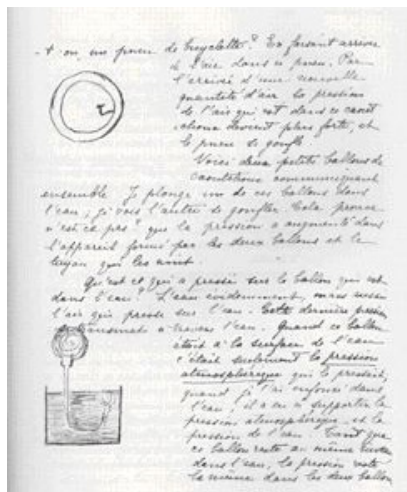 -t-on un pneu de bicyclette? En faisant arriver
de l'air dans ce pneu. Par
l'arrivée d'une nouvelle
quantité d'air la pression
de l'air qui est dans ce caout
-chouc devient plus forte, et
le pneu se gonfle
Voici deux petits ballons de
caoutchouc communiquant
ensemble Je plonge un de ces ballons dans
l'eau, je vois l'autre se gonfler. Cela prouve
n'est ce pas? que la pression a augmenté dans
l'appareil formé par les deux ballons et le
tuyau qui les unit.
Qu'est ce qui a pressé sur le ballon qui est
dans l'eau? L'eau évidemment, mais aussi
l'air qui presse sur l'eau. Cette dernière pression
se transmet à travers l'eau. Quand ce ballon
était à la surface de l'eau
c'était seulement la pression
atmosphérique qui le pressait,
quand je l'ai enfoncé dans
l'eau, il a eu à supporter la
pression atmosphérique et la
pression de l'eau. Tant que
ce ballon reste au même niveau
dans l'eau, la pression reste
la même dans les deux ballons